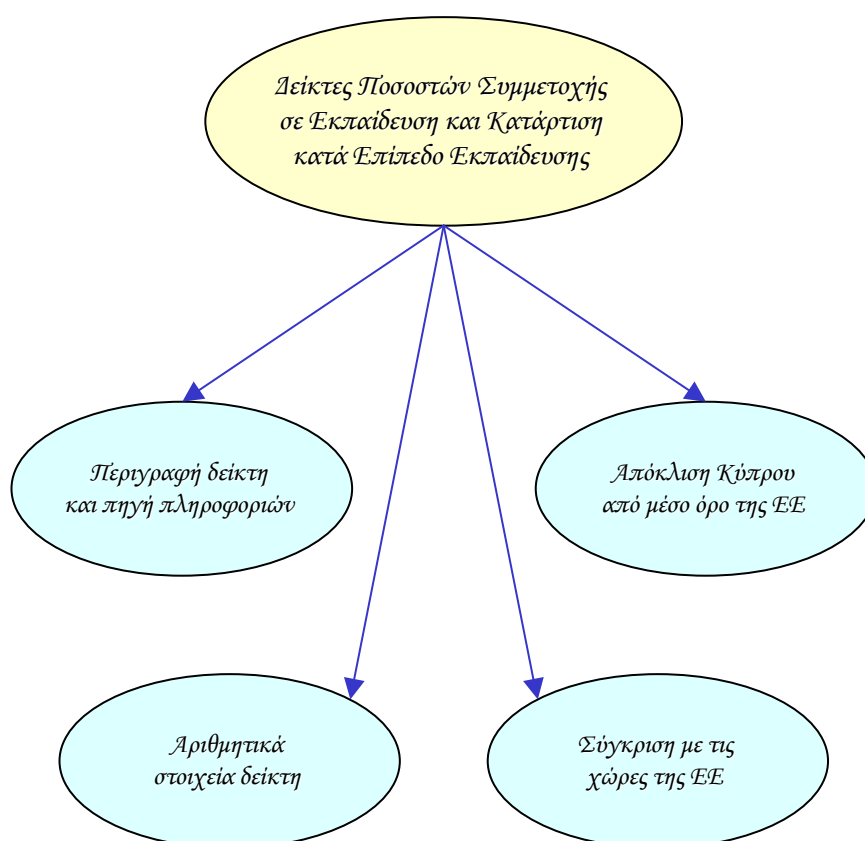 Δείκτες Ποσοστών Συμμετοχής
σε Εκπαίδευση και Κατάρτιση
κατά Επίπεδο Εκπαίδευσης
Περιγραφή δείκτη
και πηγή πληροφοριών
Απόκλιση Κύπρου
από μέσο όρο της ΕΕ
Αριθμητικά
στοιχεία δείκτη
Σύγκριση με τις
χώρες της ΕΕ